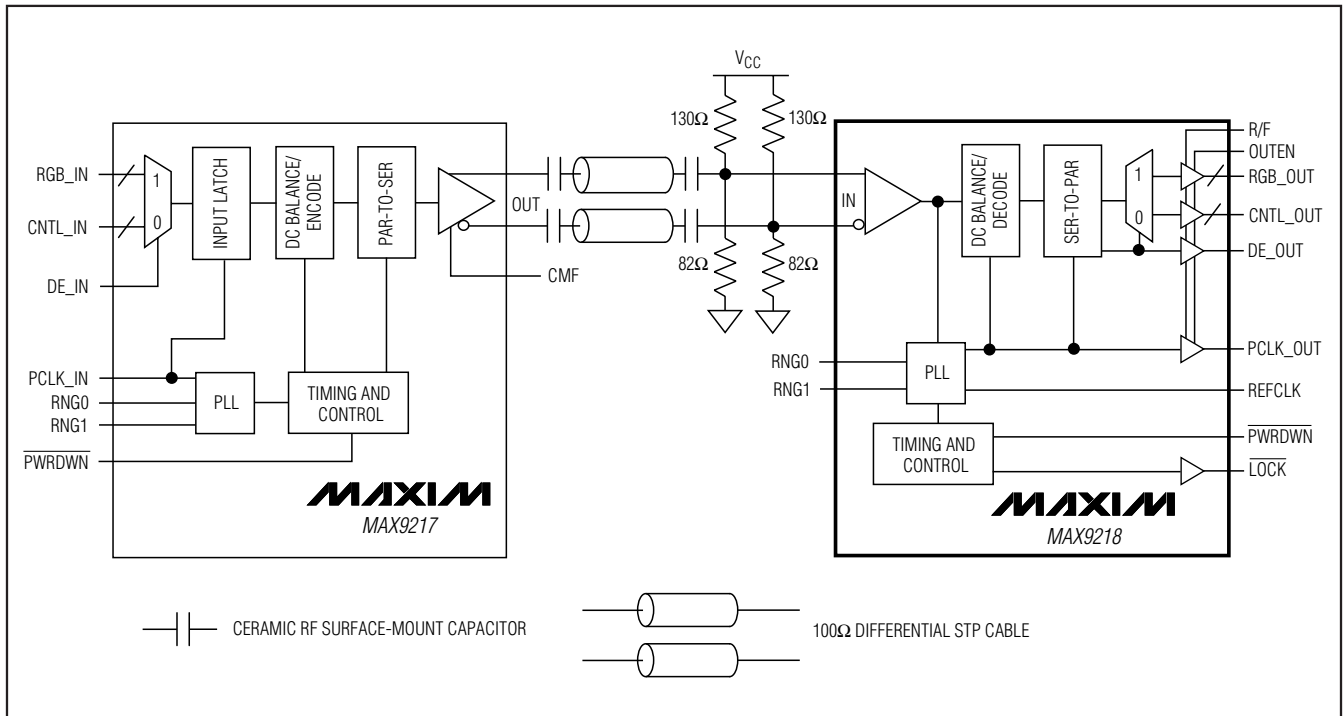 VCC
130Ω
130Ω
RGB_IN
CNTL_IN
DE_IN
PCLK_IN
RNG0
RNG1
PWRDWN
1
0
INPUT LATCH
DC BALANCE/
ENCODE
PAR-TO-SER
PLL
TIMING AND
CONTROL
OUT
CMF
MAXIM
MAX9217
82Ω
82Ω
IN
DC BALANCE/
DECODE
SER-TO-PAR
1
0
R/F
OUTEN
RGB_OUT
CNTL_OUT
DE_OUT
PCLK_OUT
RNG0
RNG1
PLL
REFCLK
TIMING AND
CONTROL
PWRDWN
LOCK
MAXIM
MAX9218
CERAMIC RF SURFACE-MOUNT CAPACITOR
100Ω DIFFERENTIAL STP CABLE